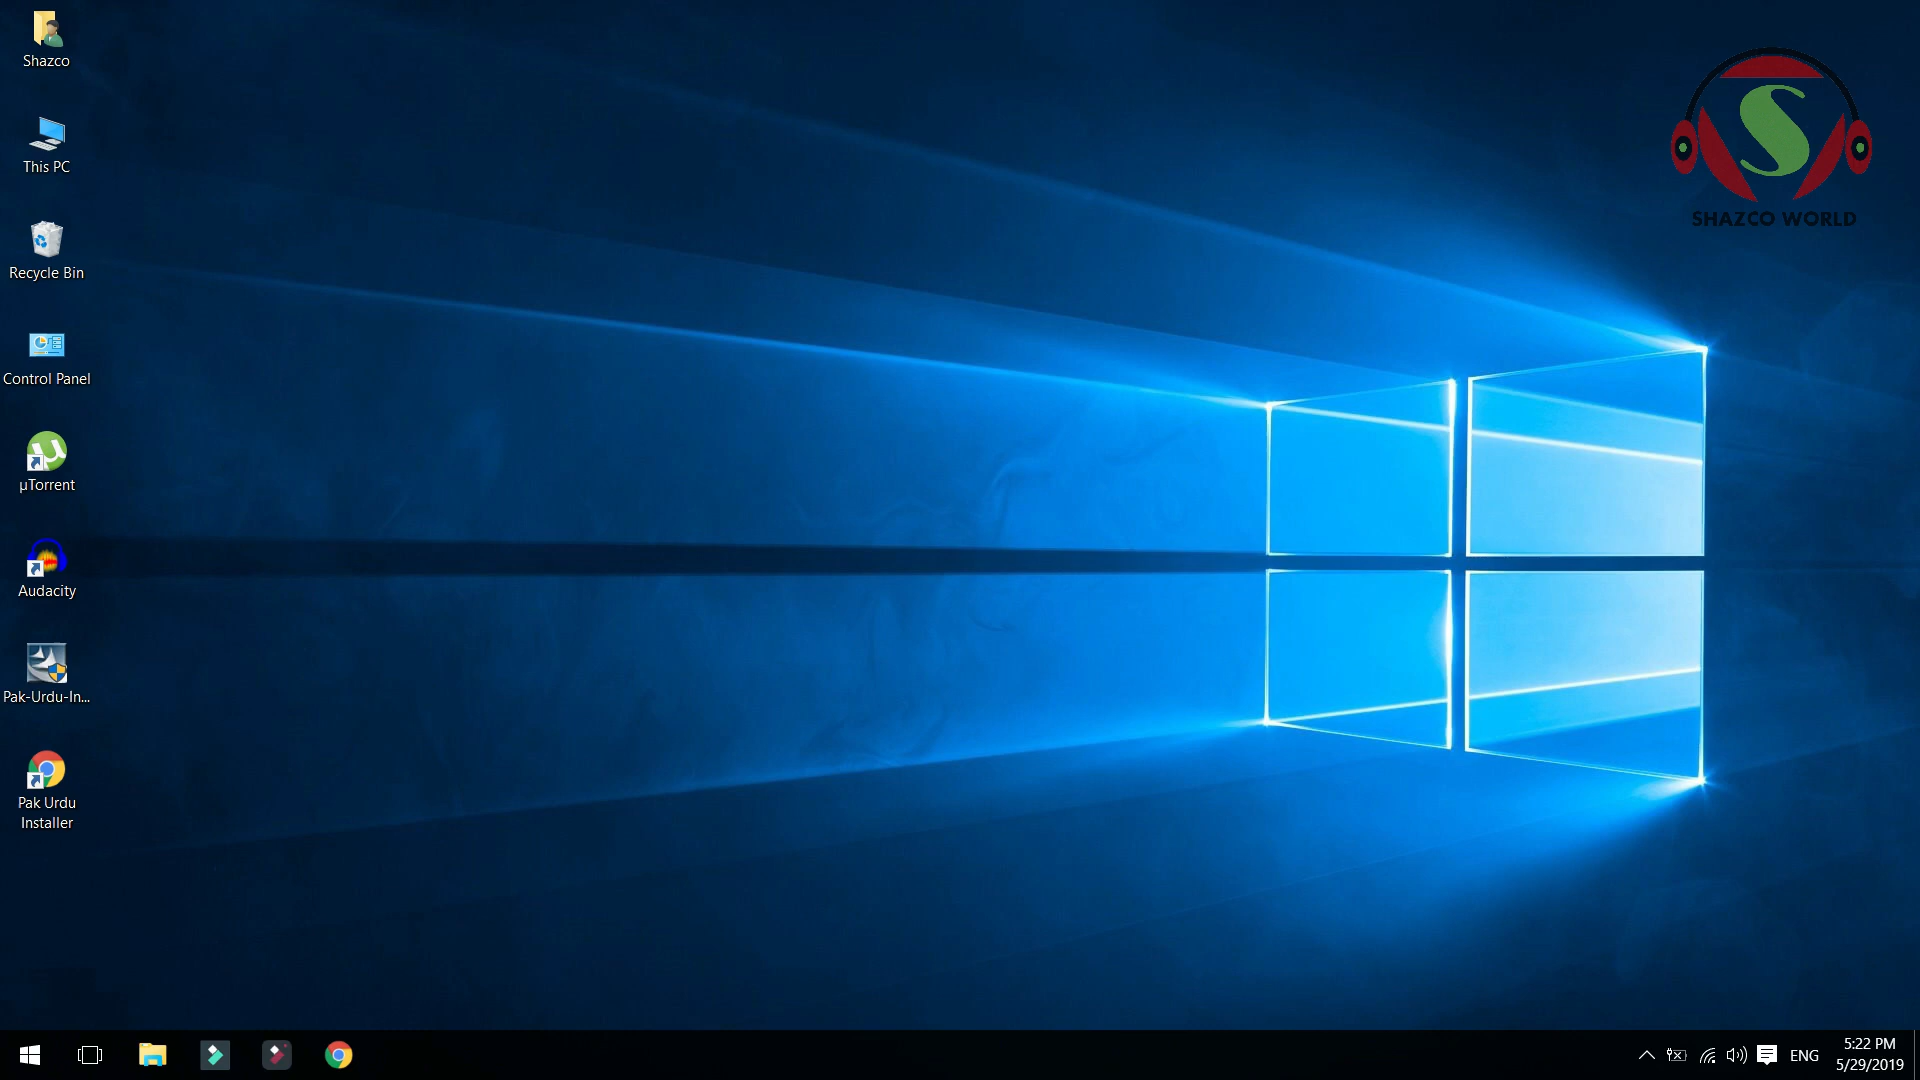 Shazco
This PC
Recycle Bin
Control Panel
µTorrent
Audacity
Pak-Urdu-In...
Pak Urdu
Installer
S
SHAZCO WORLD
ENG
5:22 PM
5/29/2019